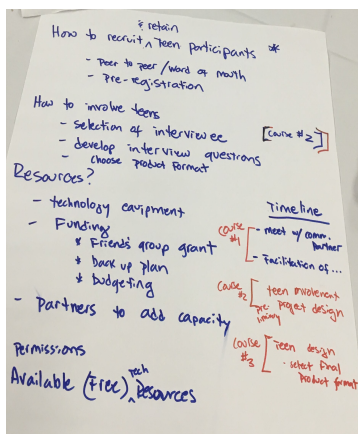 & retain
How to recruit ^ Teen participants *
- peer to peer / word of mouth
- pre-registration
How to involve teens
- selection of interviewee
- develop interview questions
- choose product format
[Course #2]
Resources?
- technology equipment
- Funding
* Friends group grant
* back up plan
* budgeting
- Partners to add capacity
Permissions
Available (Free) ^ tech Resources
Timeline
Course #1
- meet w/ comm. partner
- Facilitation of ...
Course #2
teen involvement
project design
Course #3
Teen design
- select final product format